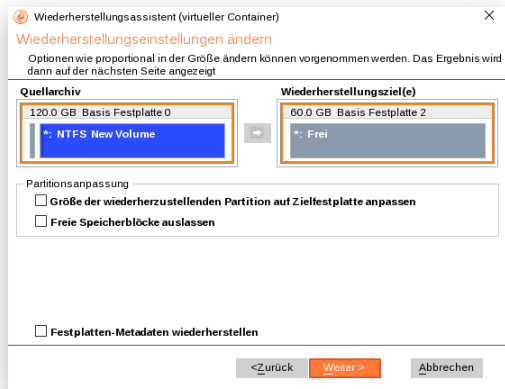 Wiederherstellungsassistent (virtueller Container)
Wiederherstellungseinstellungen ändern
Optionen wie proportional in der Größe ändern können vorgenommen werden. Das Ergebnis wird
dann auf der nächsten Seite angezeigt
Quellarchiv
Wiederherstellungsziel(e)
120.0 GB Basis Festplatte 0
60.0 GB Basis Festplatte 2
*: NTFS New Volume
*: Frei
Partitionsanpassung
Größe der wiederherzustellenden Partition auf Zielfestplatte anpassen
Freie Speicherblöcke auslassen
Festplatten-Metadaten wiederherstellen
<Zurück
Weiter >
Abbrechen